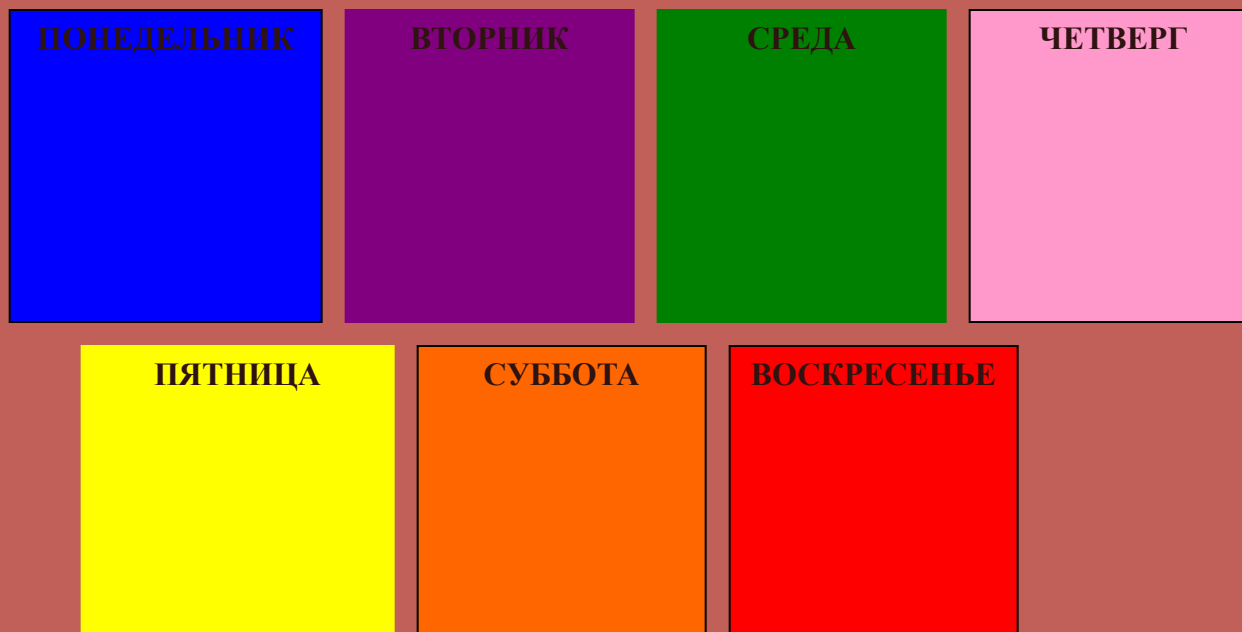 ПОНЕДЕЛЬНИК
ВТОРНИК
СРЕДА
ЧЕТВЕРГ
ПЯТНИЦА
СУББОТА
ВОСКРЕСЕНЬЕ